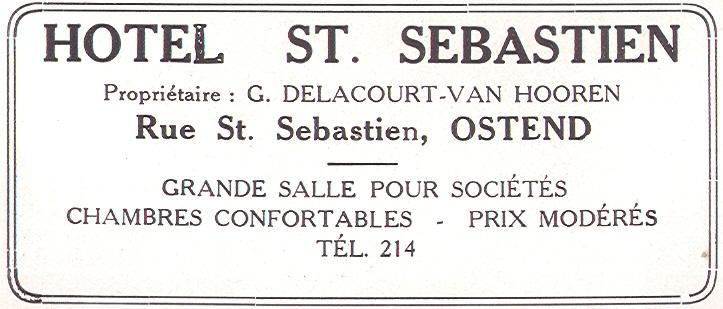 HOTEL ST. SEBASTIEN
Propriétaire : G. DELACOURT-VAN HOOREN
Rue St. Sebastien, OSTEND
GRANDE SALLE POUR SOCIÉTÉS
CHAMBRES CONFORTABLES - PRIX MODÉRÉS
TÉL. 214